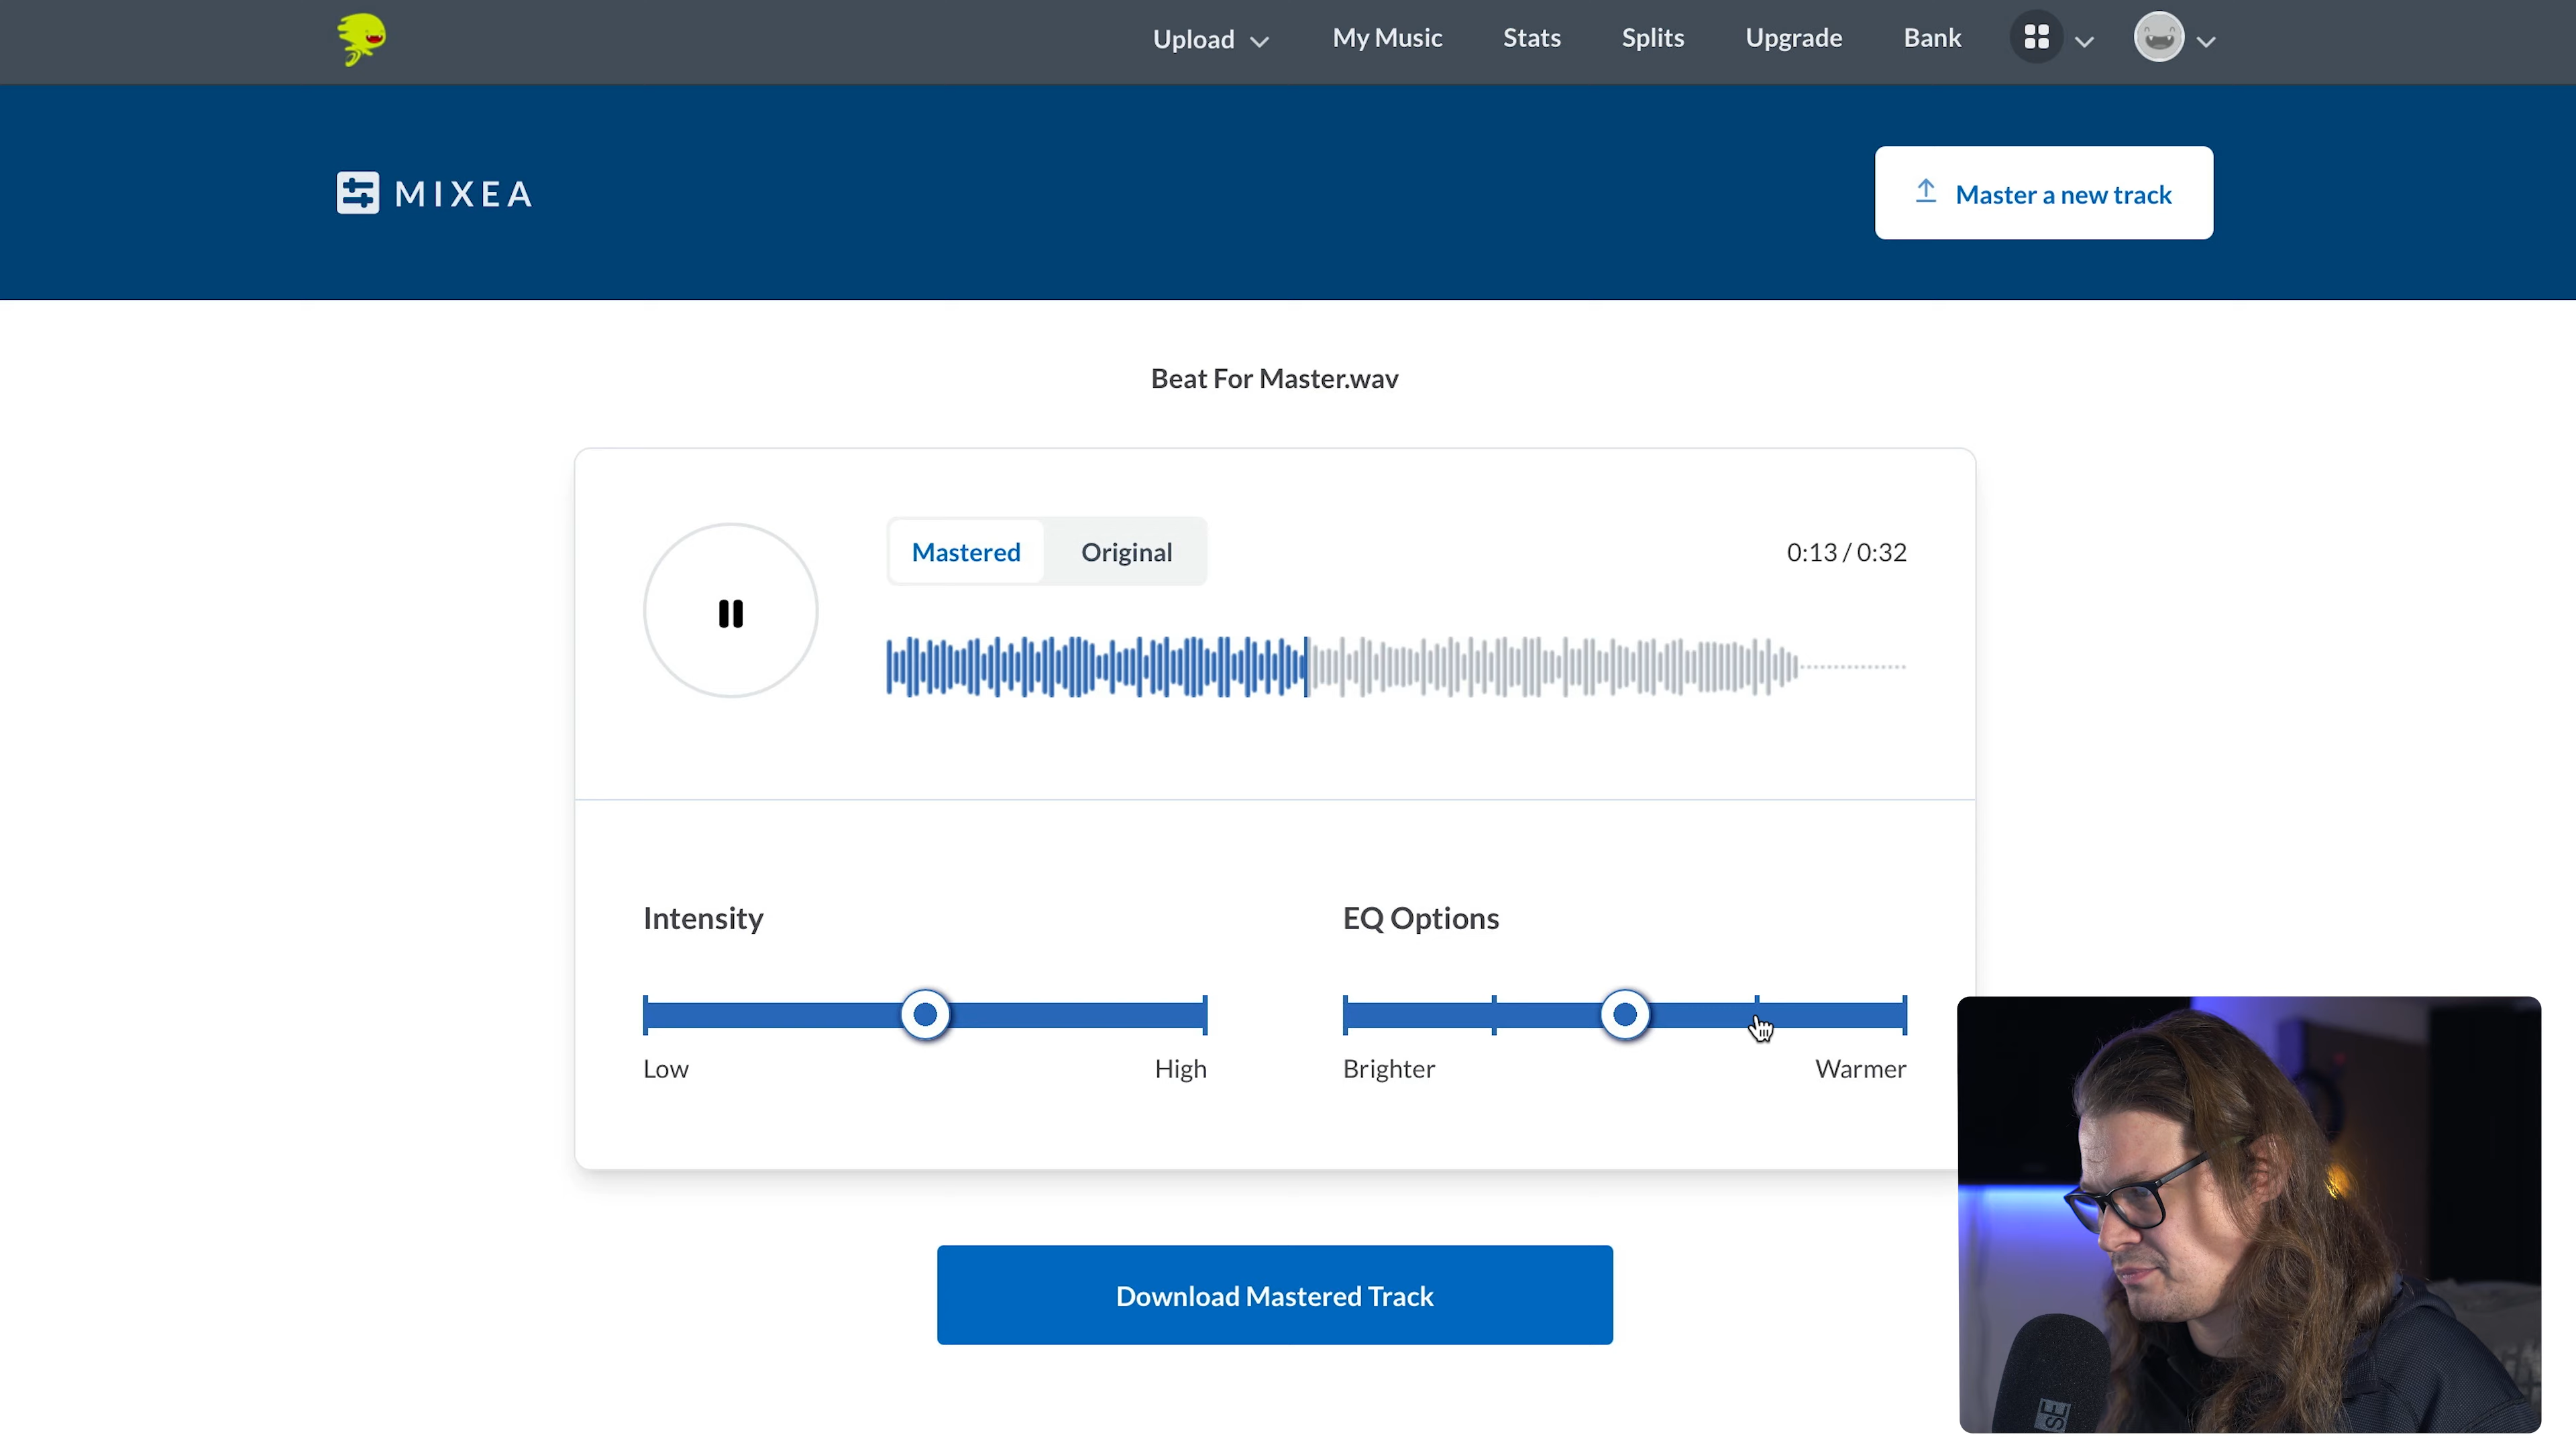 Upload My Music Stats Splits Upgrade Bank
MIXEA
Master a new track
Beat For Master.wav
Mastered Original 0:13 / 0:32
Intensity EQ Options
Low High Brighter Warmer
Download Mastered Track
SE